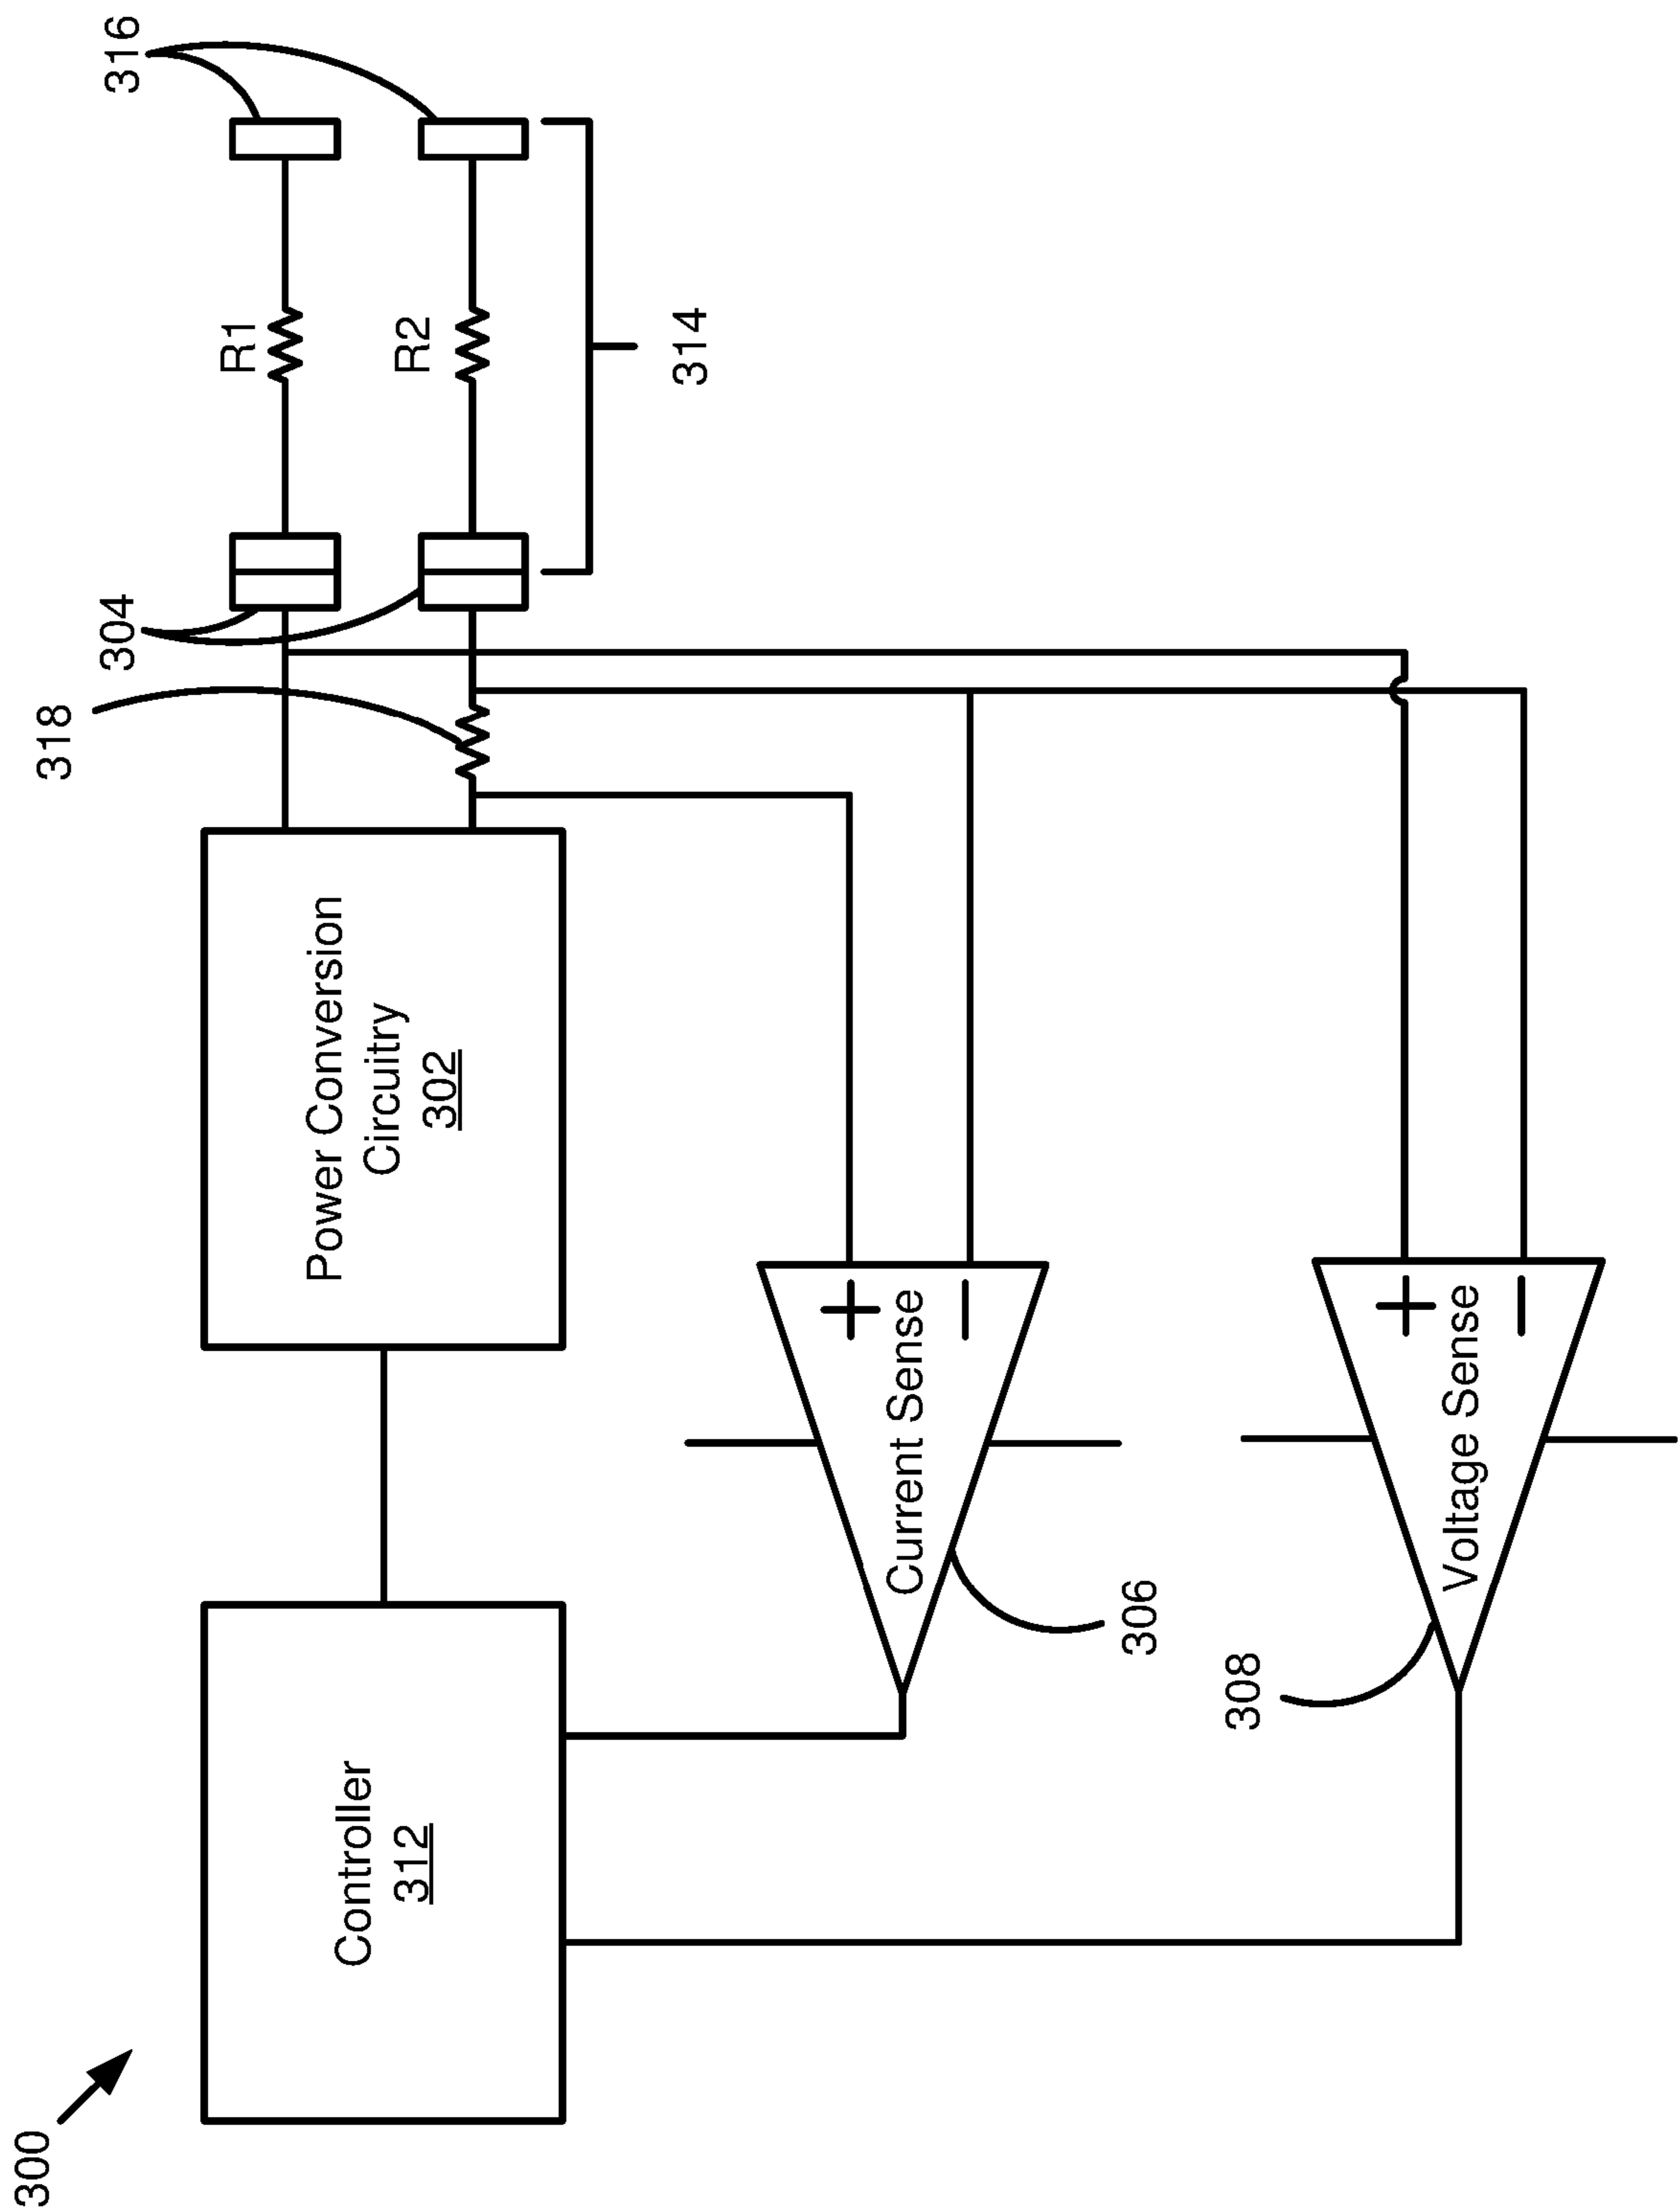 300
Controller
312
Power Conversion
Circuitry
302
318
304
316
R1
R2
314
+
Current Sense
−
306
308
+
Voltage Sense
−